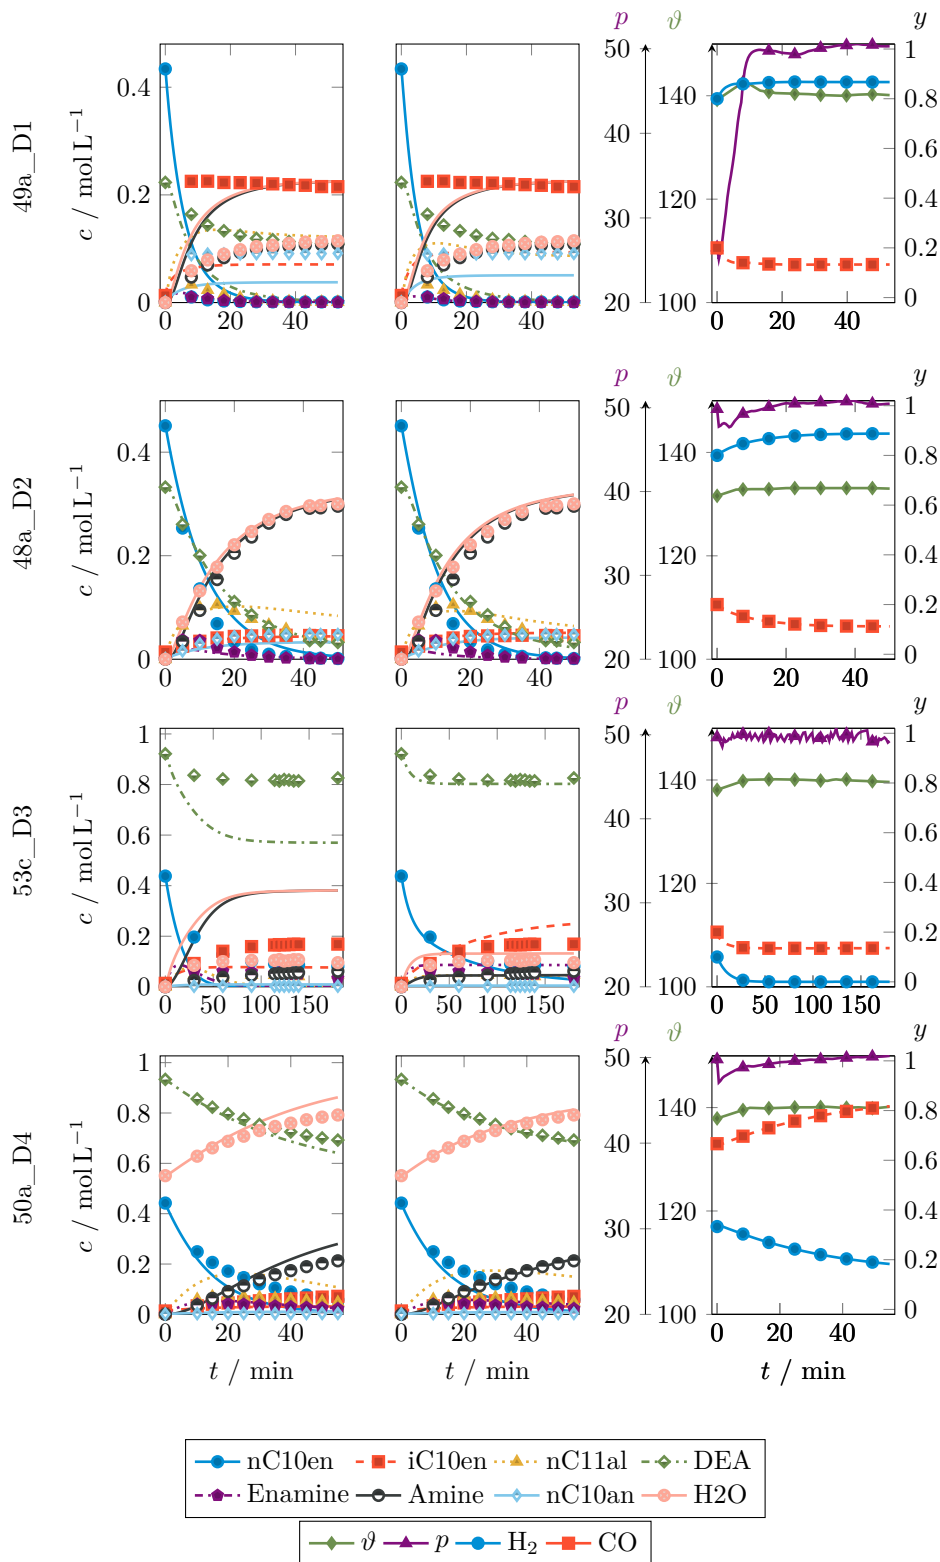 p ϑ y
49a_D1
c / mol L⁻¹
0.4
0.2
0
0 20 40
0 20 40
50
40
30
20
140
120
100
0 20 40
1
0.8
0.6
0.4
0.2
0
p ϑ y
48a_D2
c / mol L⁻¹
0.4
0.2
0
0 20 40
0 20 40
50
40
30
20
140
120
100
0 20 40
1
0.8
0.6
0.4
0.2
0
p ϑ y
53c_D3
c / mol L⁻¹
1
0.8
0.6
0.4
0.2
0
0 50 100 150
0 50 100 150
50
40
30
20
140
120
100
0 50 100 150
1
0.8
0.6
0.4
0.2
0
p ϑ y
50a_D4
c / mol L⁻¹
1
0.8
0.6
0.4
0.2
0
0 20 40
0 20 40
50
40
30
20
140
120
100
0 20 40
1
0.8
0.6
0.4
0.2
0
t / min t / min t / min
nC10en iC10en nC11al DEA
Enamine Amine nC10an H2O
ϑ p H₂ CO